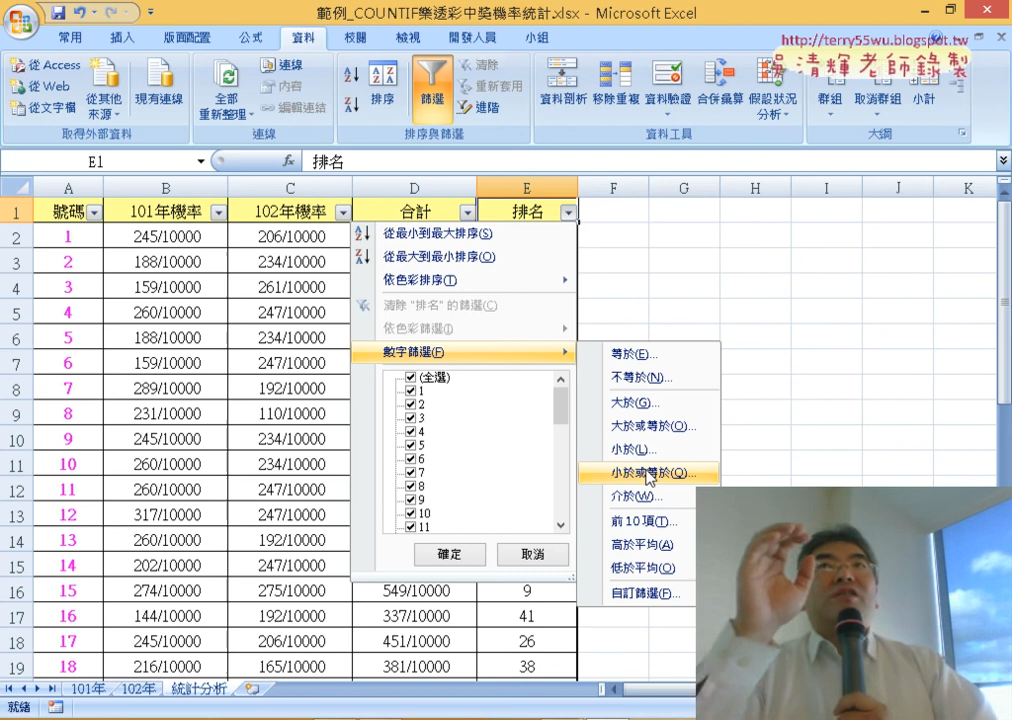 範例_COUNTIF樂透彩中獎機率統計.xlsx - Microsoft Excel
常用 插入 版面配置 公式 資料 校閱 檢視 開發人員 小組
http://terry55wu.blogspot.tw
吳清輝老師錄製
從 Access
從 Web
從文字檔
從其他來源
現有連線
取得外部資料
全部重新整理
連線
內容
編輯連結
連線
排序
篩選
清除
重新套用
進階
排序與篩選
資料剖析 移除重複 資料驗證 合併彙算 假設狀況分析
資料工具
群組 取消群組 小計
大綱
E1 fx 排名
A B C D E F G H I J K
1 號碼 101年機率 102年機率 合計 排名
2 1 245/10000 206/10000
3 2 188/10000 234/10000
4 3 159/10000 261/10000
5 4 260/10000 247/10000
6 5 188/10000 234/10000
7 6 159/10000 247/10000
8 7 289/10000 192/10000
9 8 231/10000 110/10000
10 9 245/10000 234/10000
11 10 260/10000 234/10000
12 11 260/10000 247/10000
13 12 317/10000 247/10000
14 13 260/10000 192/10000
15 14 202/10000 247/10000
16 15 274/10000 275/10000 549/10000 9
17 16 144/10000 192/10000 337/10000 41
18 17 245/10000 206/10000 451/10000 26
19 18 216/10000 165/10000 381/10000 38
從最小到最大排序(S)
從最大到最小排序(O)
依色彩排序(T)
清除 "排名" 的篩選(C)
依色彩篩選(I)
數字篩選(F)
(全選)
1
2
3
4
5
6
7
8
9
10
11
確定 取消
等於(E)...
不等於(N)...
大於(G)...
大於或等於(O)...
小於(L)...
小於或等於(Q)...
介於(W)...
前 10 項(T)...
高於平均(A)
低於平均(O)
自訂篩選(F)...
101年 102年 統計分析
就緒